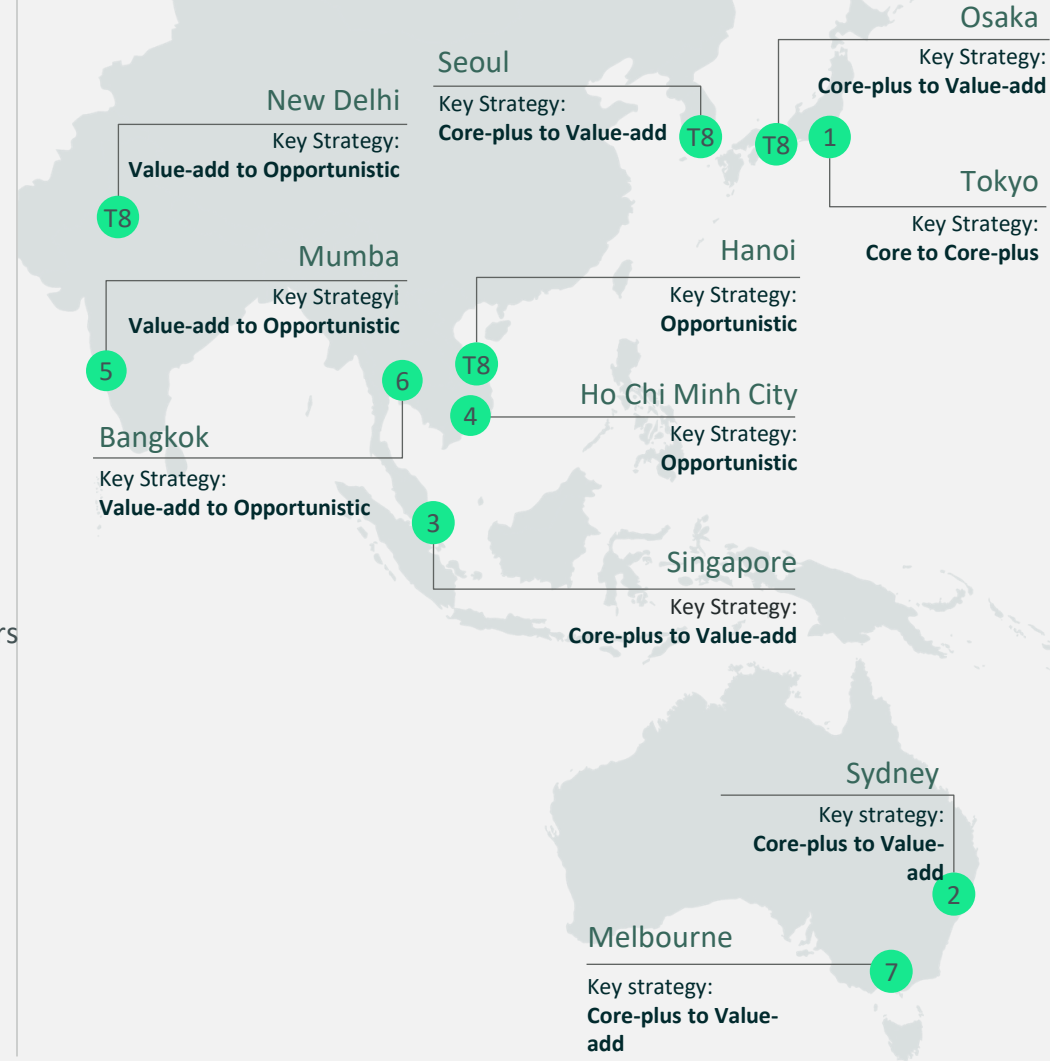 Osaka
Key Strategy:
Core-plus to Value-add
T8
Seoul
Key Strategy:
Core-plus to Value-add
T8
1
Tokyo
Key Strategy:
Core to Core-plus
New Delhi
Key Strategy:
Value-add to Opportunistic
T8
Mumba
i
Key Strategy:
Value-add to Opportunistic
5
Hanoi
Key Strategy:
Opportunistic
T8
6
Bangkok
Key Strategy:
Value-add to Opportunistic
4
Ho Chi Minh City
Key Strategy:
Opportunistic
3
Singapore
Key Strategy:
Core-plus to Value-add
rs
Sydney
Key strategy:
Core-plus to Value-
add
2
Melbourne
7
Key strategy:
Core-plus to Value-
add